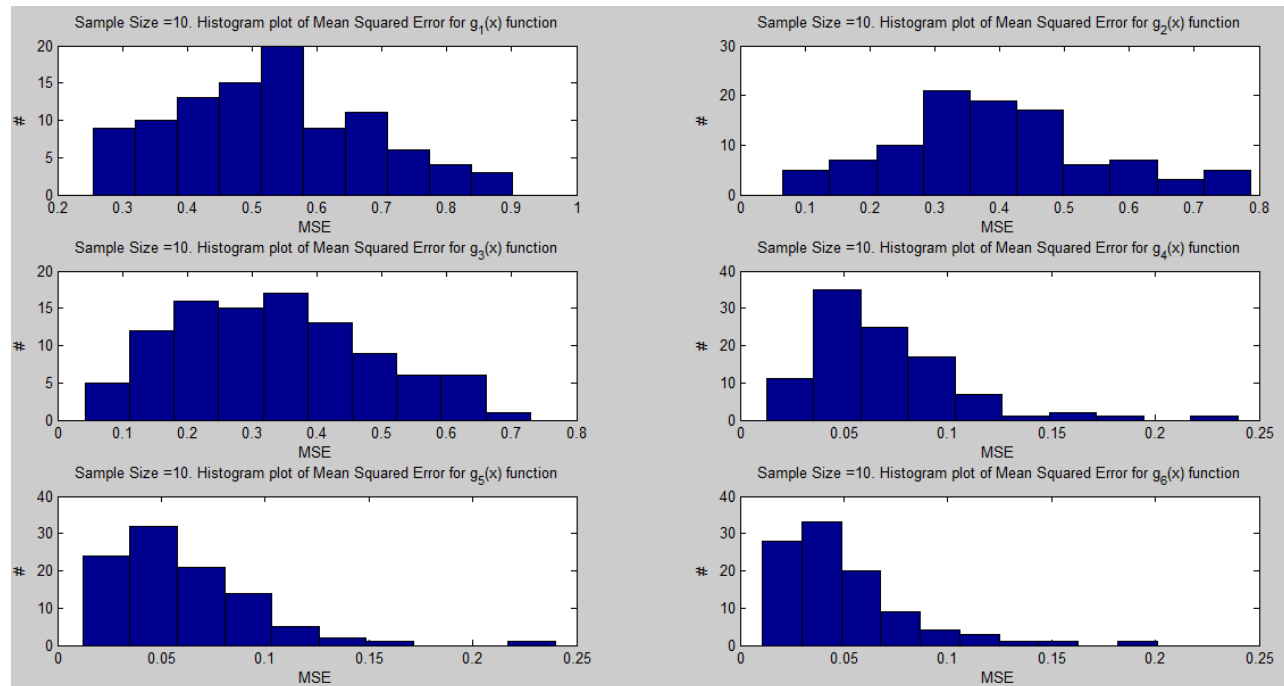 Sample Size =10. Histogram plot of Mean Squared Error for g1(x) function
20
15
10
5
0
#
0.2 0.3 0.4 0.5 0.6 0.7 0.8 0.9 1
MSE
Sample Size =10. Histogram plot of Mean Squared Error for g2(x) function
30
20
10
0
#
0 0.1 0.2 0.3 0.4 0.5 0.6 0.7 0.8
MSE
Sample Size =10. Histogram plot of Mean Squared Error for g3(x) function
20
15
10
5
0
#
0 0.1 0.2 0.3 0.4 0.5 0.6 0.7 0.8
MSE
Sample Size =10. Histogram plot of Mean Squared Error for g4(x) function
40
30
20
10
0
#
0 0.05 0.1 0.15 0.2 0.25
MSE
Sample Size =10. Histogram plot of Mean Squared Error for g5(x) function
40
30
20
10
0
#
0 0.05 0.1 0.15 0.2 0.25
MSE
Sample Size =10. Histogram plot of Mean Squared Error for g6(x) function
40
30
20
10
0
#
0 0.05 0.1 0.15 0.2 0.25
MSE